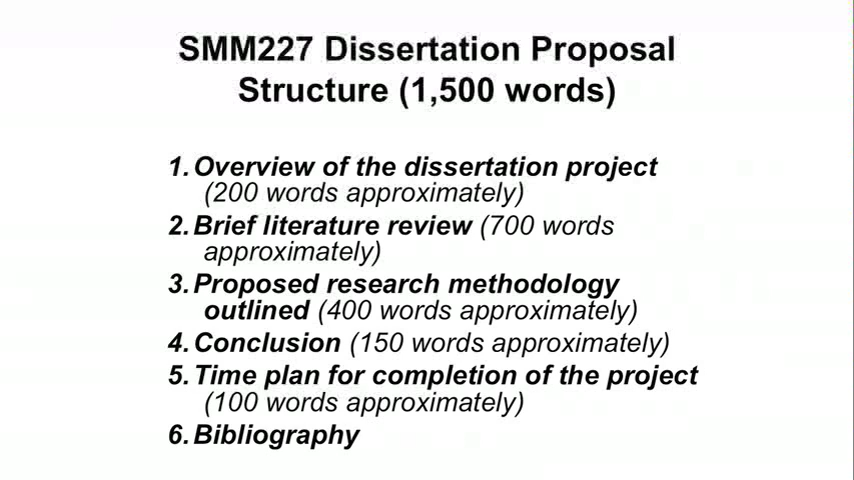 SMM227 Dissertation Proposal
Structure (1,500 words)
1. Overview of the dissertation project
(200 words approximately)
2. Brief literature review (700 words
approximately)
3. Proposed research methodology
outlined (400 words approximately)
4. Conclusion (150 words approximately)
5. Time plan for completion of the project
(100 words approximately)
6. Bibliography